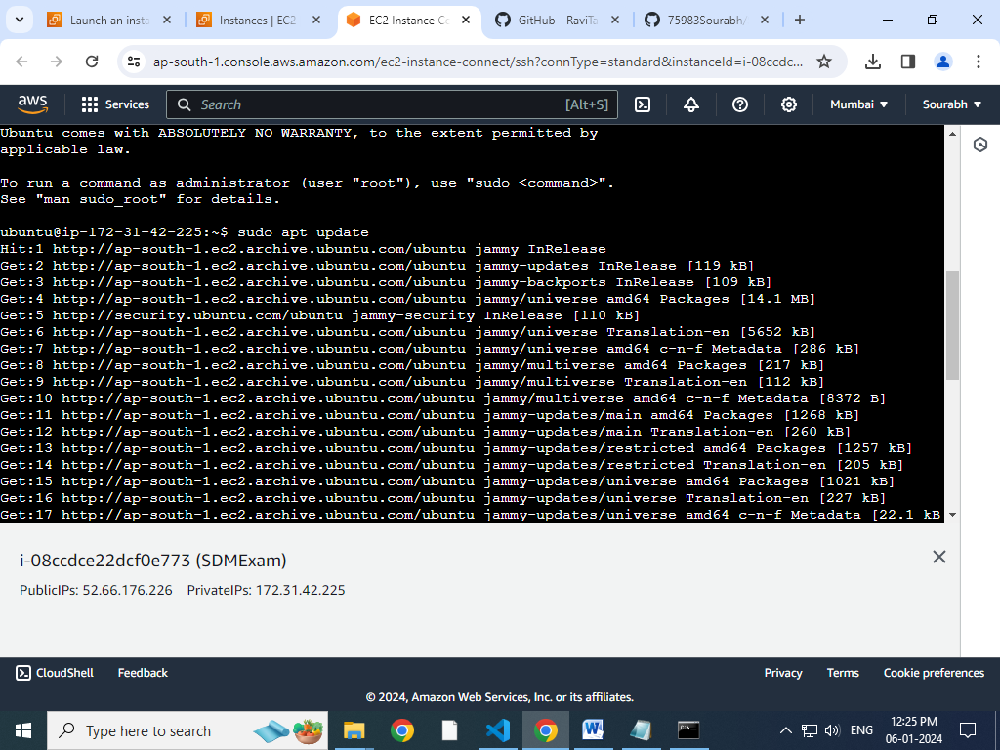 Launch an insta
Instances | EC2
EC2 Instance Co
GitHub - RaviTa
75983Sourabh/
ap-south-1.console.aws.amazon.com/ec2-instance-connect/ssh?connType=standard&instanceId=i-08ccdc...
aws
Services
Search
[Alt+S]
Mumbai
Sourabh
Ubuntu comes with ABSOLUTELY NO WARRANTY, to the extent permitted by
applicable law.
To run a command as administrator (user "root"), use "sudo <command>".
See "man sudo_root" for details.
ubuntu@ip-172-31-42-225:~$ sudo apt update
Hit:1 http://ap-south-1.ec2.archive.ubuntu.com/ubuntu jammy InRelease
Get:2 http://ap-south-1.ec2.archive.ubuntu.com/ubuntu jammy-updates InRelease [119 kB]
Get:3 http://ap-south-1.ec2.archive.ubuntu.com/ubuntu jammy-backports InRelease [109 kB]
Get:4 http://ap-south-1.ec2.archive.ubuntu.com/ubuntu jammy/universe amd64 Packages [14.1 MB]
Get:5 http://security.ubuntu.com/ubuntu jammy-security InRelease [110 kB]
Get:6 http://ap-south-1.ec2.archive.ubuntu.com/ubuntu jammy/universe Translation-en [5652 kB]
Get:7 http://ap-south-1.ec2.archive.ubuntu.com/ubuntu jammy/universe amd64 c-n-f Metadata [286 kB]
Get:8 http://ap-south-1.ec2.archive.ubuntu.com/ubuntu jammy/multiverse amd64 Packages [217 kB]
Get:9 http://ap-south-1.ec2.archive.ubuntu.com/ubuntu jammy/multiverse Translation-en [112 kB]
Get:10 http://ap-south-1.ec2.archive.ubuntu.com/ubuntu jammy/multiverse amd64 c-n-f Metadata [8372 B]
Get:11 http://ap-south-1.ec2.archive.ubuntu.com/ubuntu jammy-updates/main amd64 Packages [1268 kB]
Get:12 http://ap-south-1.ec2.archive.ubuntu.com/ubuntu jammy-updates/main Translation-en [260 kB]
Get:13 http://ap-south-1.ec2.archive.ubuntu.com/ubuntu jammy-updates/restricted amd64 Packages [1257 kB]
Get:14 http://ap-south-1.ec2.archive.ubuntu.com/ubuntu jammy-updates/restricted Translation-en [205 kB]
Get:15 http://ap-south-1.ec2.archive.ubuntu.com/ubuntu jammy-updates/universe amd64 Packages [1021 kB]
Get:16 http://ap-south-1.ec2.archive.ubuntu.com/ubuntu jammy-updates/universe Translation-en [227 kB]
Get:17 http://ap-south-1.ec2.archive.ubuntu.com/ubuntu jammy-updates/universe amd64 c-n-f Metadata [22.1 kB
i-08ccdce22dcf0e773 (SDMExam)
PublicIPs: 52.66.176.226 PrivateIPs: 172.31.42.225
CloudShell
Feedback
Privacy
Terms
Cookie preferences
© 2024, Amazon Web Services, Inc. or its affiliates.
Type here to search
ENG
12:25 PM
06-01-2024